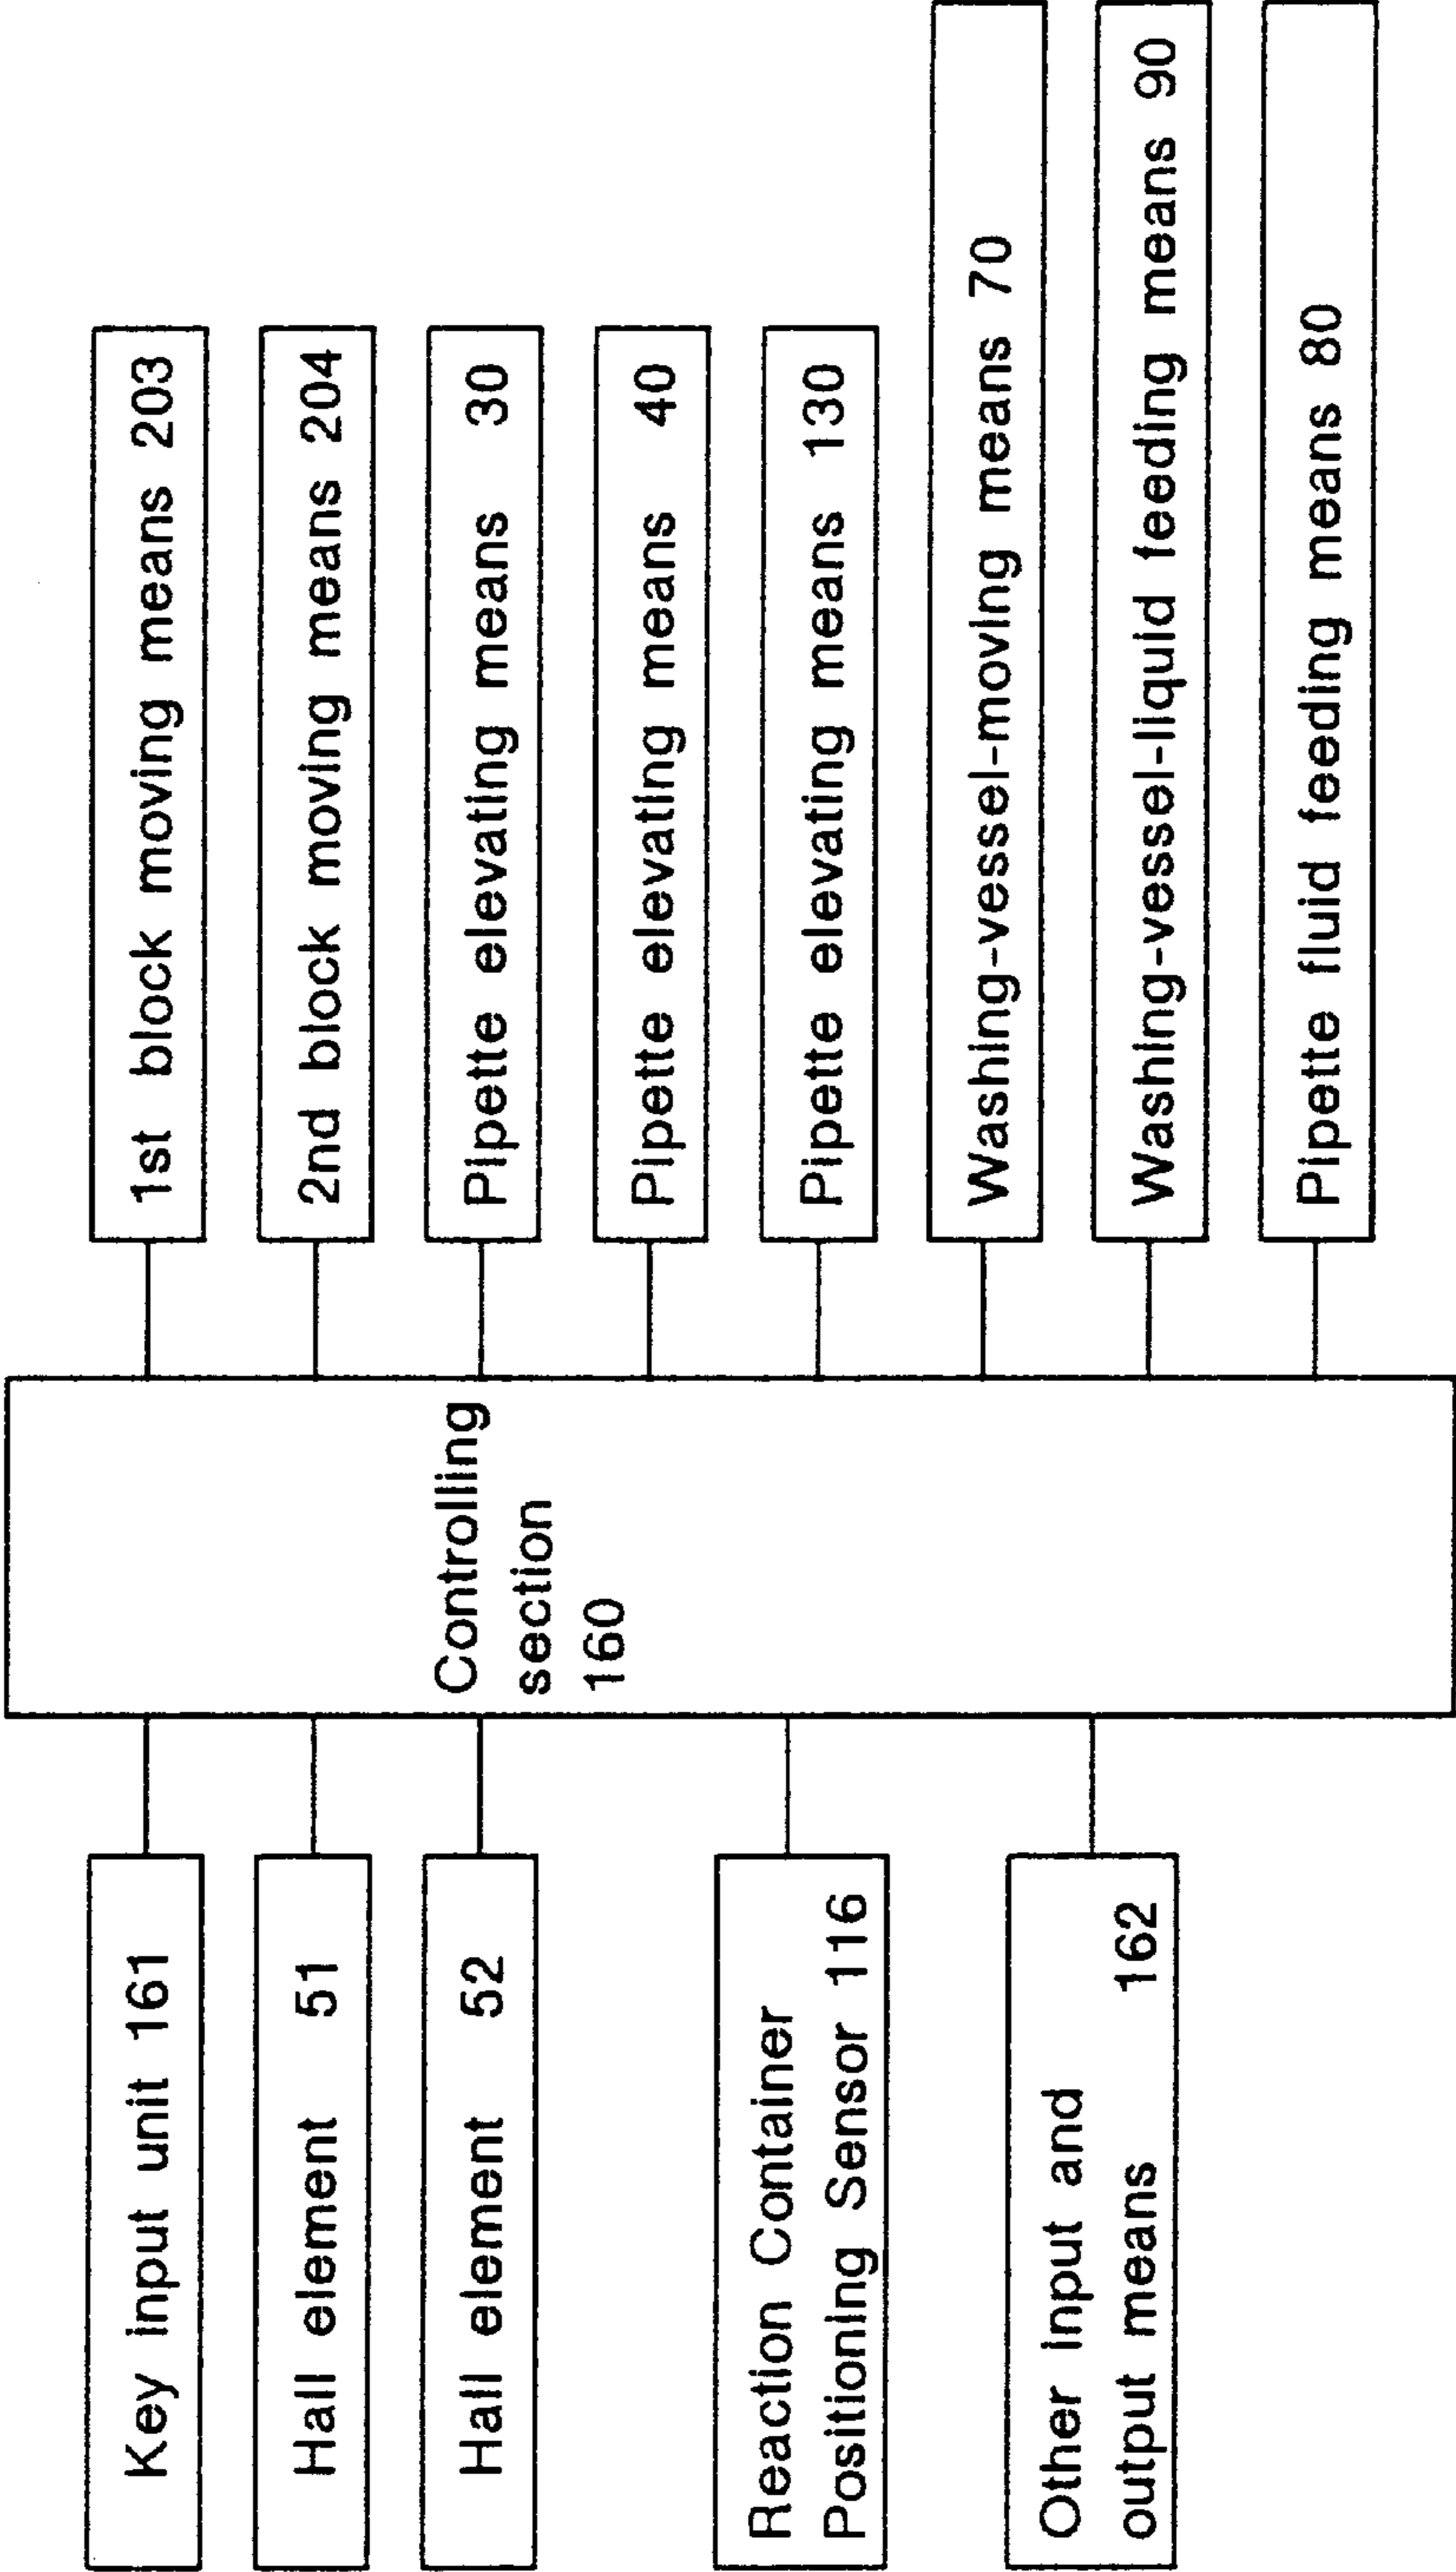 Key input unit 161
Hall element 51
Hall element 52
Reaction Container
Positioning Sensor 116
Other input and
output means 162
Controlling
section
160
1st block moving means 203
2nd block moving means 204
Pipette elevating means 30
Pipette elevating means 40
Pipette elevating means 130
Washing-vessel-moving means 70
Washing-vessel-liquid feeding means 90
Pipette fluid feeding means 80